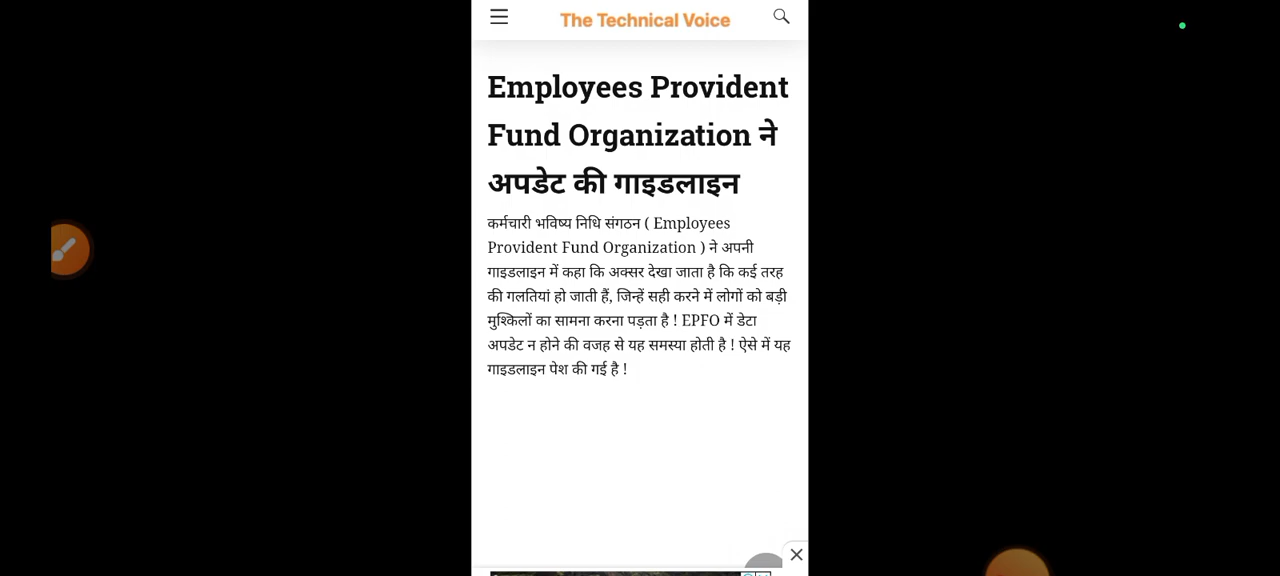 The Technical Voice
Employees Provident
Fund Organization ने
अपडेट की गाइडलाइन
कर्मचारी भविष्य निधि संगठन ( Employees
Provident Fund Organization ) ने अपनी
गाइडलाइन में कहा कि अक्सर देखा जाता है कि कई तरह
की गलतियां हो जाती हैं, जिन्हें सही करने में लोगों को बड़ी
मुश्किलों का सामना करना पड़ता है ! EPFO में डेटा
अपडेट न होने की वजह से यह समस्या होती है ! ऐसे में यह
गाइडलाइन पेश की गई है !